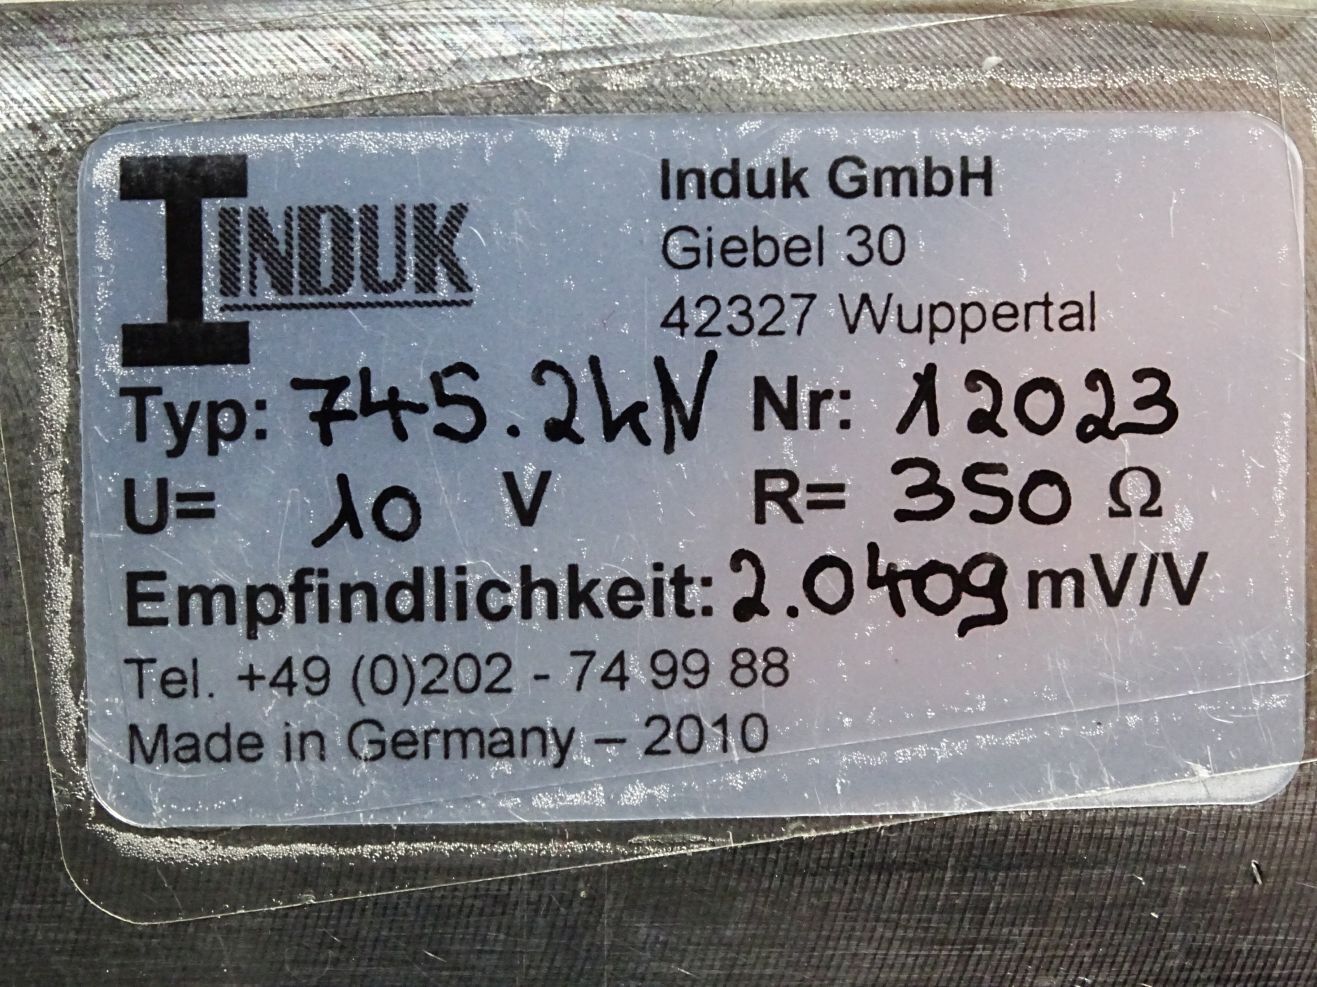 INDUK
Induk GmbH
Giebel 30
42327 Wuppertal
Typ: 745.2kN Nr: 12023
U= 10 V R= 350 Ω
Empfindlichkeit: 2.0409 mV/V
Tel. +49 (0)202 - 74 99 88
Made in Germany – 2010